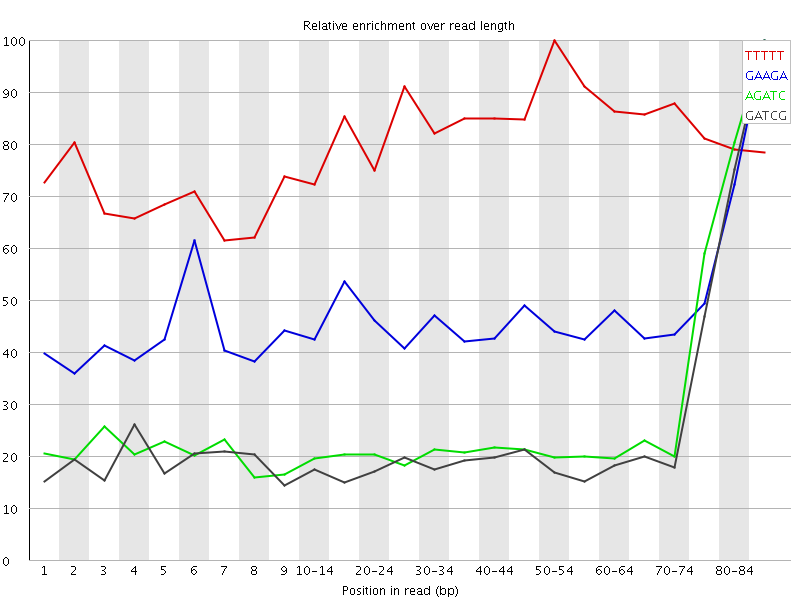 Relative enrichment over read length
100
90
80
70
60
50
40
30
20
10
0
TTTTT
GAAGA
AGATC
GATCG
1 2 3 4 5 6 7 8 9 10-14 20-24 30-34 40-44 50-54 60-64 70-74 80-84
Position in read (bp)